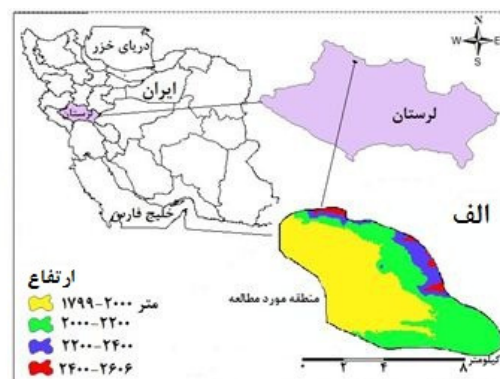 دریای خزر
N
W E
S
ایران
لرستان
لرستان
خلیج فارس
الف
منطقه مورد مطالعه
ارتفاع
۱۷۹۹-۲۰۰۰ متر
۲۰۰۰-۲۲۰۰
۲۲۰۰-۲۴۰۰
۲۴۰۰-۲۶۰۶
۰ ۲ ۴ ۸ کیلومتر